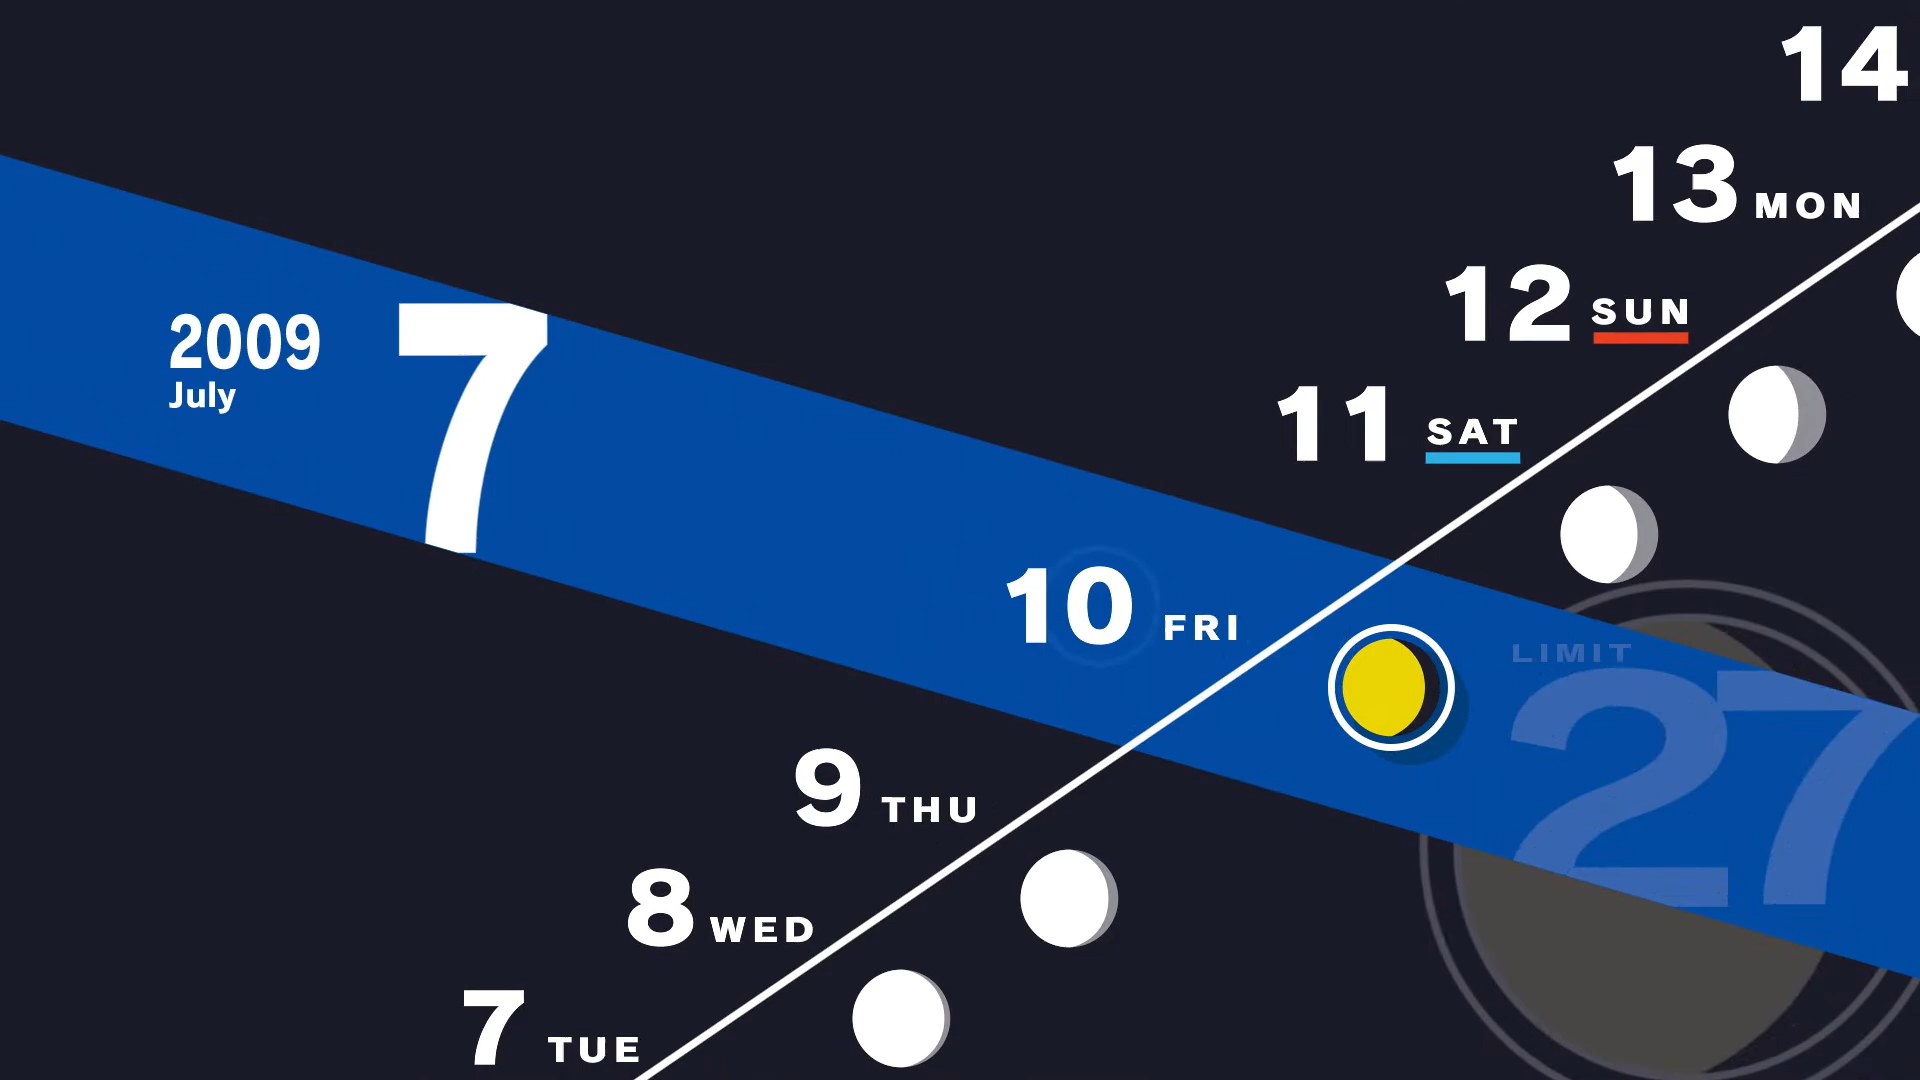 14
13 MON
12 SUN
2009
July
7
11 SAT
10 FRI
LIMIT
27
9 THU
8 WED
7 TUE